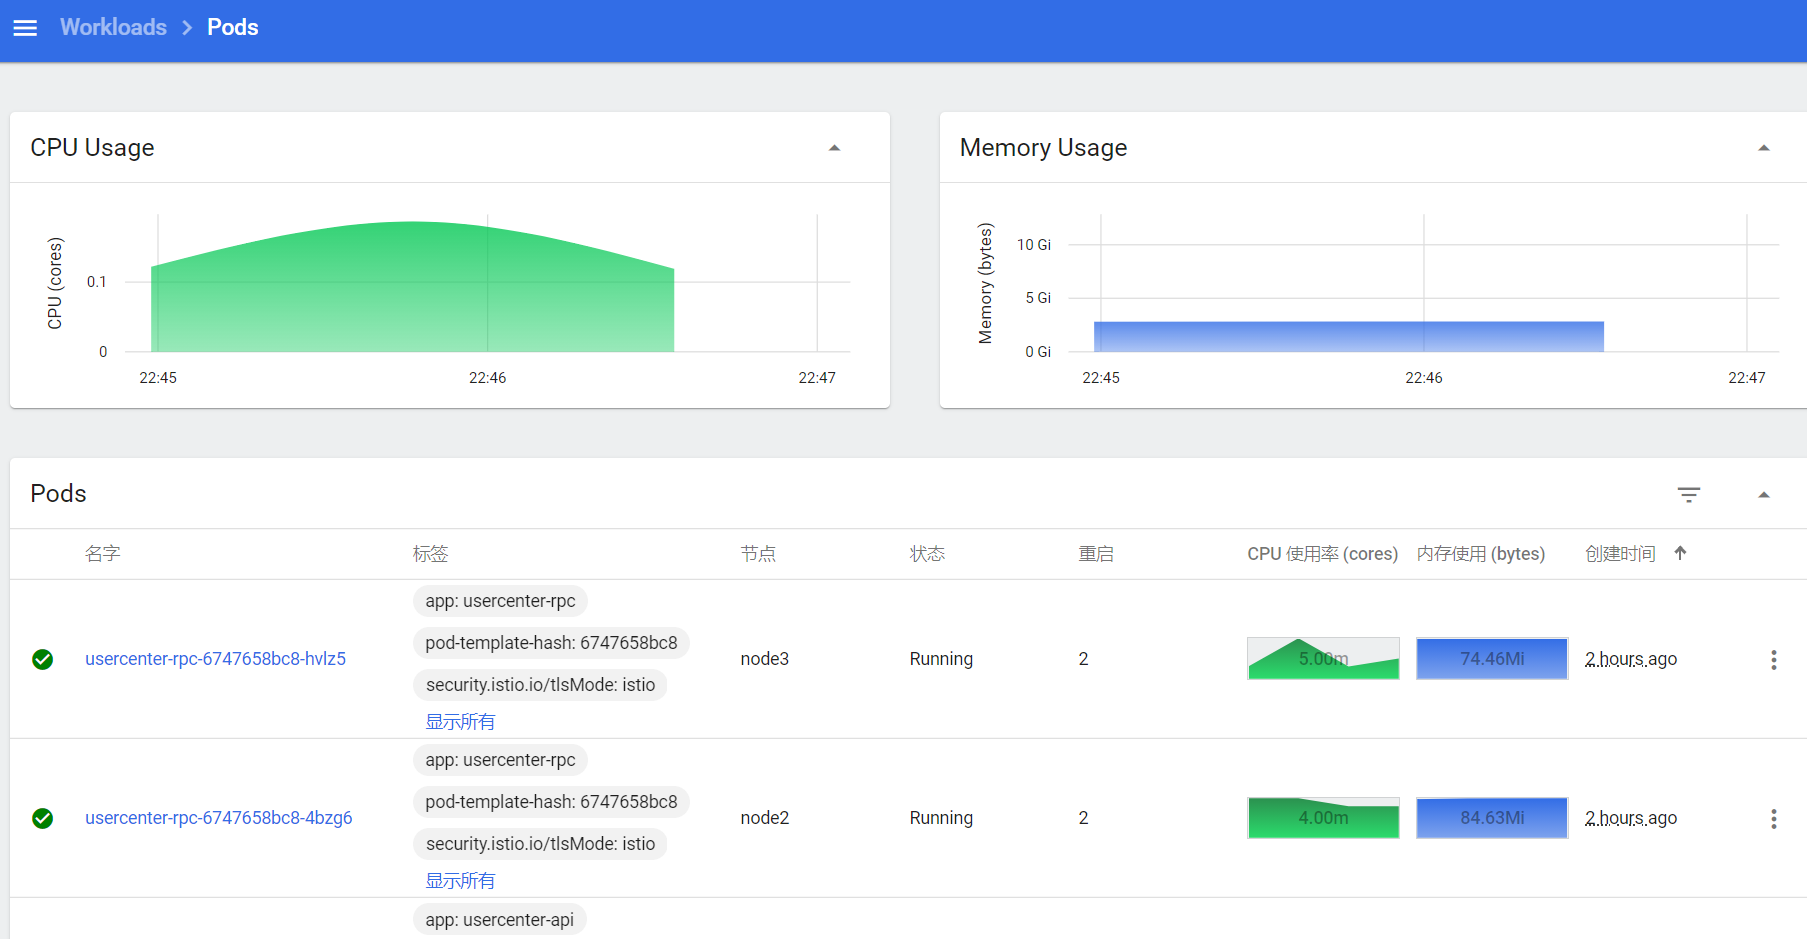 Workloads > Pods
CPU Usage
CPU (cores)
0.1
0
22:45 22:46 22:47
Memory Usage
Memory (bytes)
10 Gi
5 Gi
0 Gi
22:45 22:46 22:47
Pods
名字 标签 节点 状态 重启 CPU 使用率 (cores) 内存使用 (bytes) 创建时间
app: usercenter-rpc
pod-template-hash: 6747658bc8
usercenter-rpc-6747658bc8-hvlz5 node3 Running 2 5.00m 74.46Mi 2 hours ago
security.istio.io/tlsMode: istio
显示所有
app: usercenter-rpc
pod-template-hash: 6747658bc8
usercenter-rpc-6747658bc8-4bzg6 node2 Running 2 4.00m 84.63Mi 2 hours ago
security.istio.io/tlsMode: istio
显示所有
app: usercenter-api